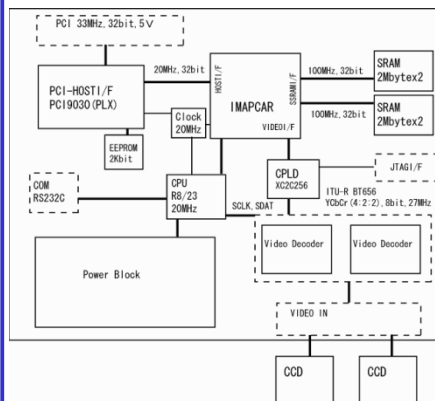 PCI 33MHz, 32bit, 5V
PCI-HOSTI/F
PCI9030(PLX)
20MHz, 32bit
HOSTI/F
IMAPCAR
SSRAMI/F
VIDEOI/F
100MHz, 32bit
SRAM
2Mbytex2
100MHz, 32bit
SRAM
2Mbytex2
Clock
20MHz
EEPROM
2Kbit
COM
RS232C
CPU
R8/23
20MHz
CPLD
XC2C256
JTAGI/F
ITU-R BT656
YCbCr(4:2:2), 8bit, 27MHz
SCLK, SDAT
Video Decoder
Video Decoder
Power Block
VIDEO IN
CCD
CCD